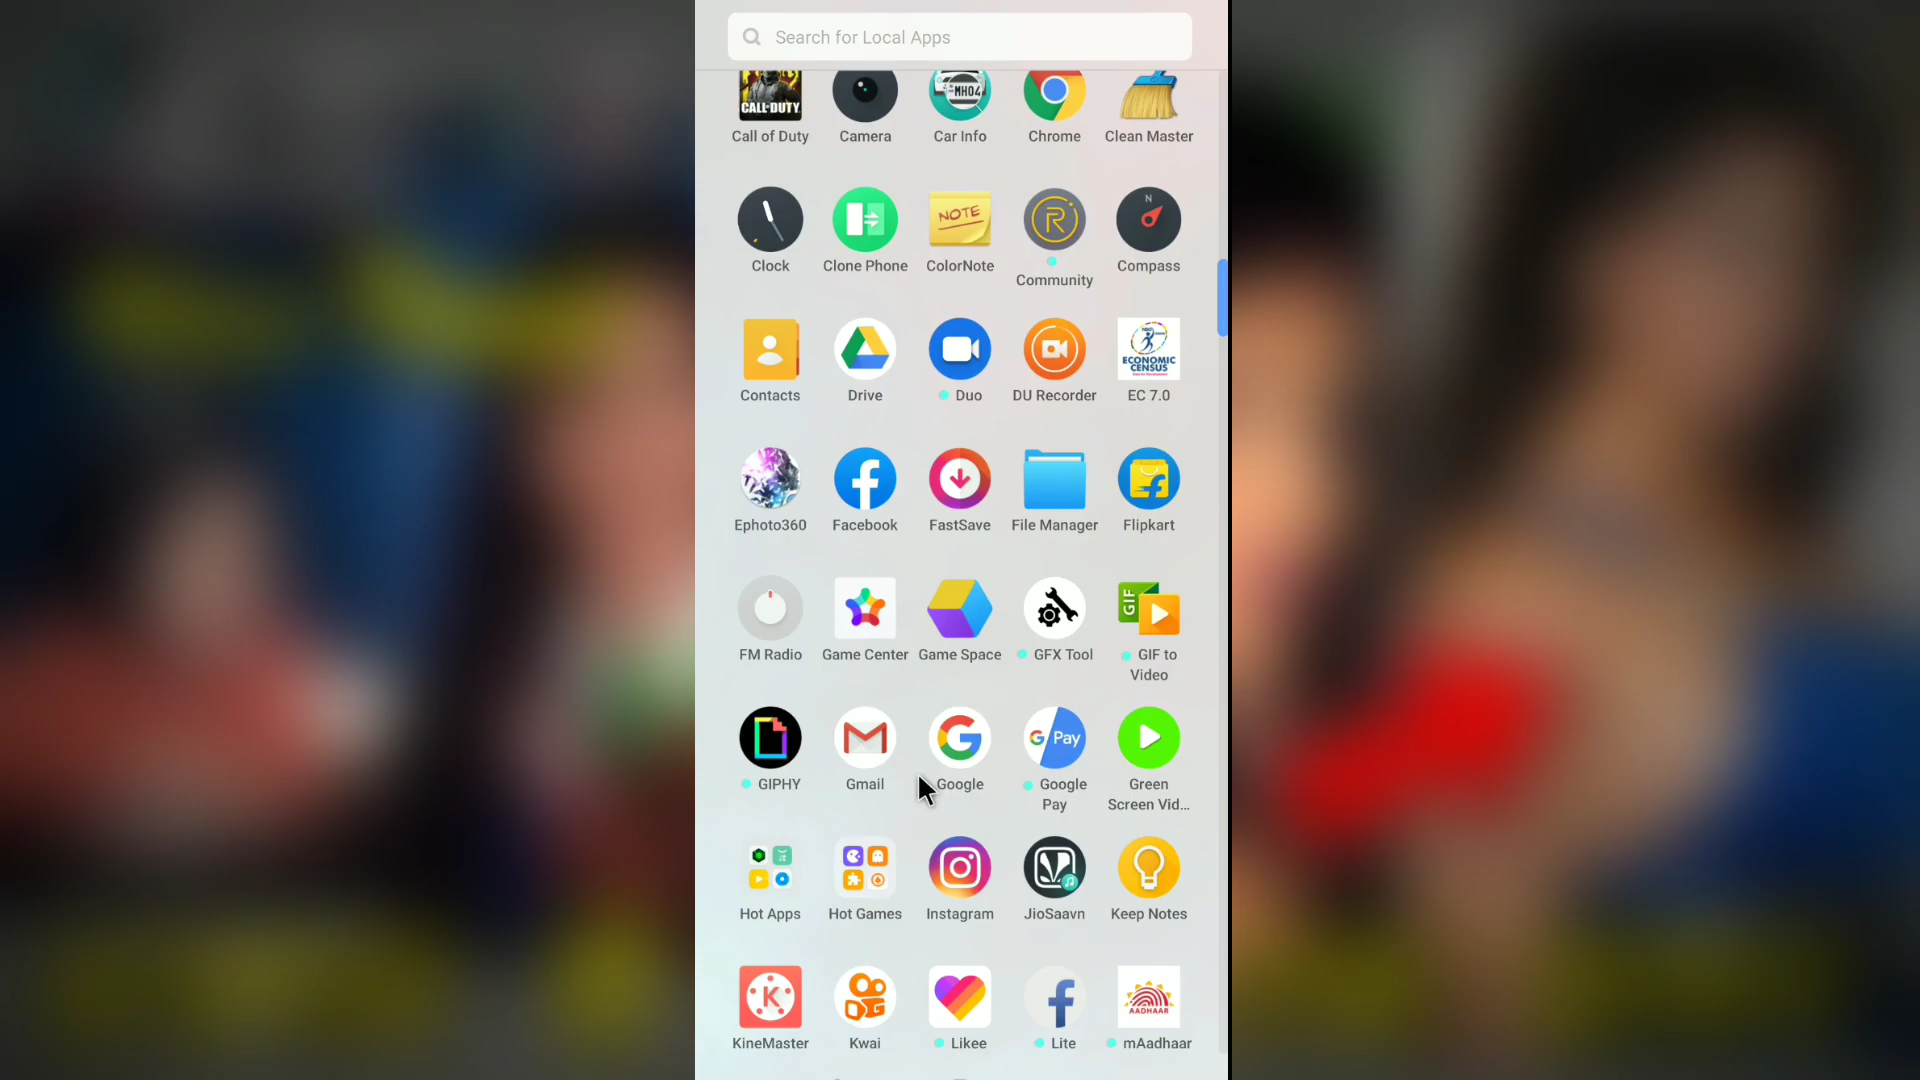 Search for Local Apps
CALL OF DUTY
MH04
Call of Duty Camera Car Info Chrome Clean Master
N
NOTE
R
Clock Clone Phone ColorNote Community Compass
ECONOMIC
CENSUS
Contacts Drive Duo DU Recorder EC 7.0
Ephoto360 Facebook FastSave File Manager Flipkart
GIF
FM Radio Game Center Game Space GFX Tool GIF to
Video
G Pay
GIPHY Gmail Google Google Green
Pay Screen Vid...
Hot Apps Hot Games Instagram JioSaavn Keep Notes
K
AADHAAR
KineMaster Kwai Likee Lite mAadhaar